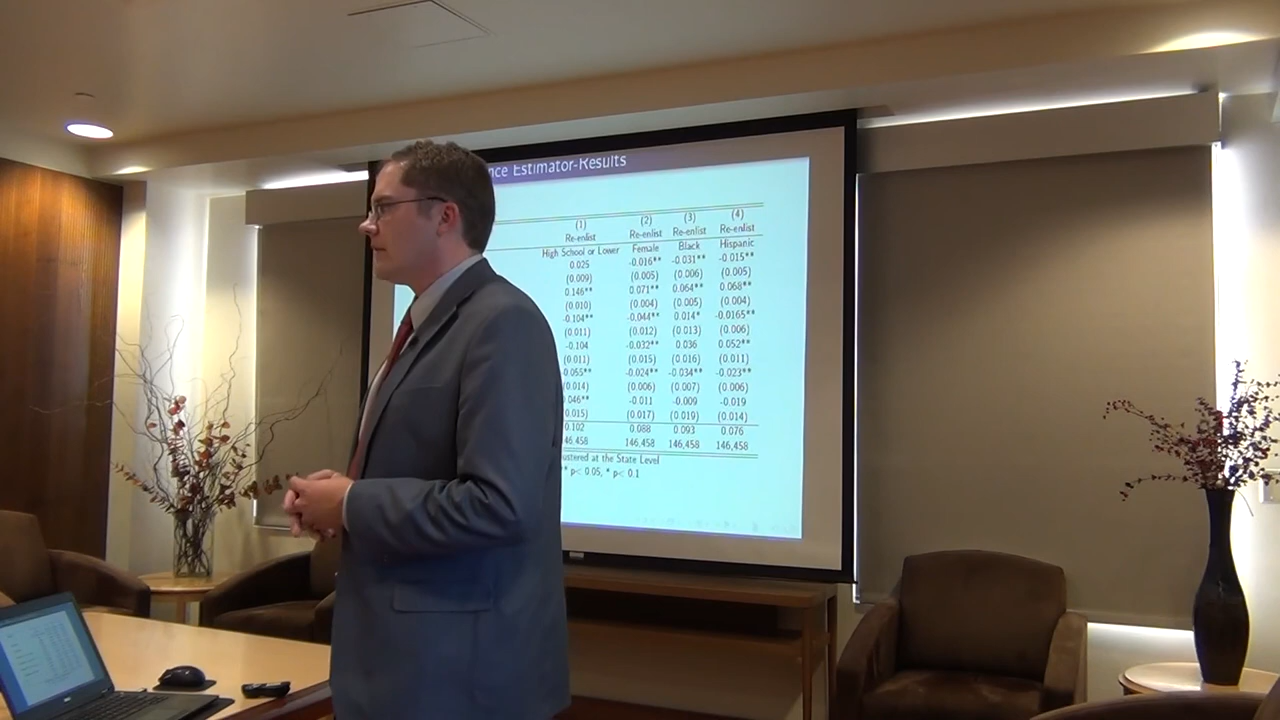 nce Estimator-Results
(1) (2) (3) (4)
Re-enlist Re-enlist Re-enlist Re-enlist
High School or Lower Female Black Hispanic
0.025 -0.016** -0.031** -0.015**
(0.009) (0.005) (0.006) (0.005)
0.146** 0.071** 0.064** 0.068**
(0.010) (0.004) (0.005) (0.004)
-0.104** -0.044** 0.014* -0.0165**
(0.011) (0.012) (0.013) (0.006)
-0.104 -0.032** 0.036 0.052**
(0.011) (0.015) (0.016) (0.011)
0.055** -0.024** -0.034** -0.023**
(0.014) (0.006) (0.007) (0.006)
046** -0.011 -0.009 -0.019
0.015) (0.017) (0.019) (0.014)
0.102 0.088 0.093 0.076
46,458 146,458 146,458 146,458
ustered at the State Level
** p< 0.05, * p< 0.1